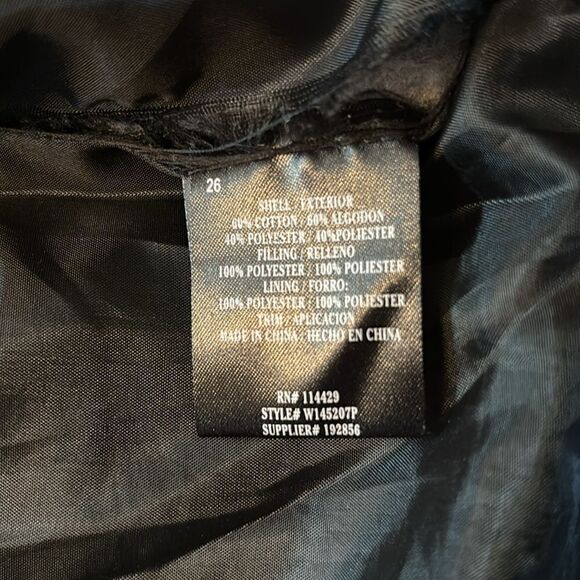 26
SHELL / EXTERIOR
60% COTTON / 60% ALGODON
40% POLYESTER / 40%POLIESTER
FILLING / RELLENO
100% POLYESTER / 100% POLIESTER
LINING / FORRO:
100% POLYESTER / 100% POLIESTER
TRIM / APLICACION
MADE IN CHINA / HECHO EN CHINA
RN# 114429
STYLE# W145207P
SUPPLIER# 192856